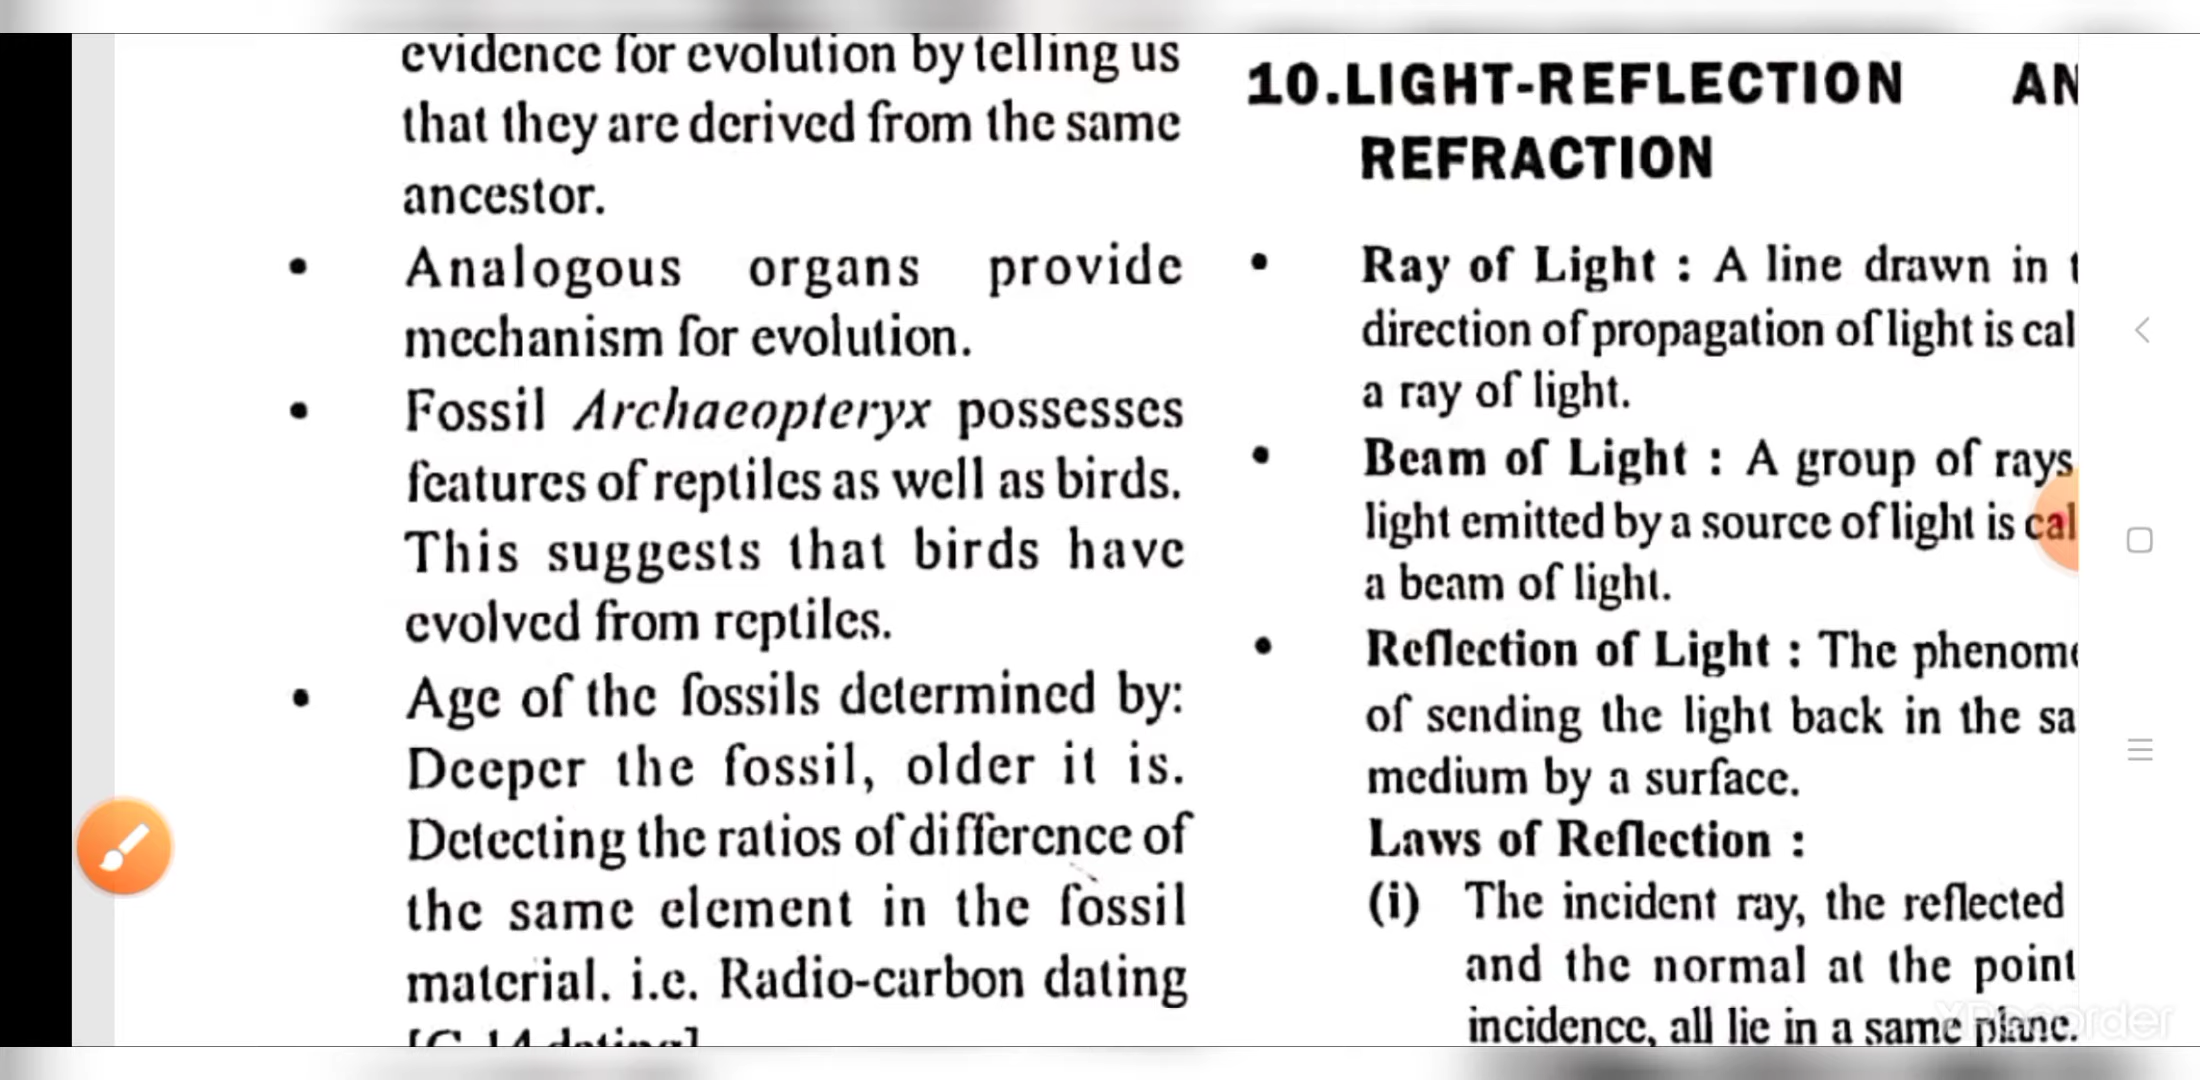 evidence for evolution by telling us
that they are derived from the same
ancestor.
• Analogous organs provide
mechanism for evolution.
• Fossil Archaeopteryx possesses
features of reptiles as well as birds.
This suggests that birds have
evolved from reptiles.
• Age of the fossils determined by:
Deeper the fossil, older it is.
Detecting the ratios of difference of
the same element in the fossil
material. i.e. Radio-carbon dating
[C-14 dating]
10.LIGHT-REFLECTION AN
REFRACTION
• Ray of Light : A line drawn in t
direction of propagation of light is cal
a ray of light.
• Beam of Light : A group of rays
light emitted by a source of light is cal
a beam of light.
• Reflection of Light : The phenome
of sending the light back in the sa
medium by a surface.
Laws of Reflection :
(i) The incident ray, the reflected
and the normal at the point
incidence, all lie in a same plane.
XRecorder